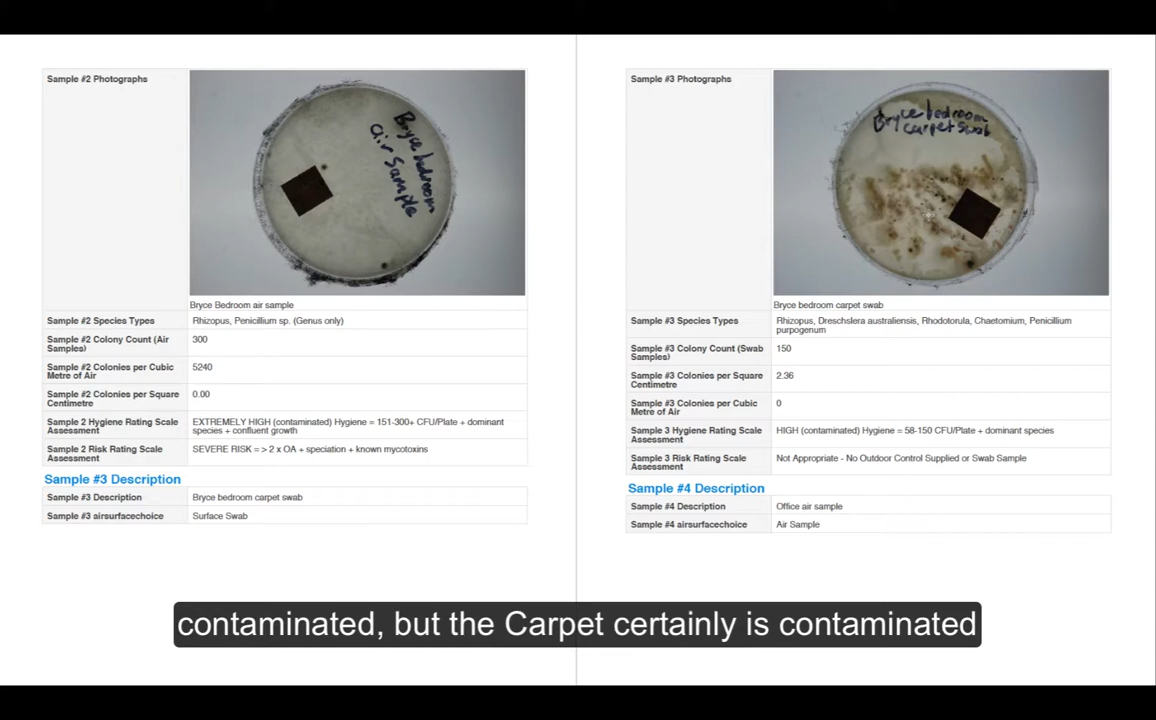 Sample #2 Photographs
Bryce bedroom
air Sample
Bryce Bedroom air sample
Sample #2 Species Types
Rhizopus, Penicillium sp. (Genus only)
Sample #2 Colony Count (Air
Samples)
300
Sample #2 Colonies per Cubic
Metre of Air
5240
Sample #2 Colonies per Square
Centimetre
0.00
Sample 2 Hygiene Rating Scale
Assessment
EXTREMELY HIGH (contaminated) Hygiene = 151-300+ CFU/Plate + dominant
species + confluent growth
Sample 2 Risk Rating Scale
Assessment
SEVERE RISK = > 2 x OA + speciation + known mycotoxins
Sample #3 Description
Sample #3 Description
Bryce bedroom carpet swab
Sample #3 airsurfacechoice
Surface Swab
Sample #3 Photographs
Bryce bedroom
carpet swab
Bryce bedroom carpet swab
Sample #3 Species Types
Rhizopus, Dreschslera australiensis, Rhodotorula, Chaetomium, Penicillium
purpogenum
Sample #3 Colony Count (Swab
Samples)
150
Sample #3 Colonies per Square
Centimetre
2.36
Sample #3 Colonies per Cubic
Metre of Air
0
Sample 3 Hygiene Rating Scale
Assessment
HIGH (contaminated) Hygiene = 58-150 CFU/Plate + dominant species
Sample 3 Risk Rating Scale
Assessment
Not Appropriate - No Outdoor Control Supplied or Swab Sample
Sample #4 Description
Sample #4 Description
Office air sample
Sample #4 airsurfacechoice
Air Sample
contaminated, but the Carpet certainly is contaminated